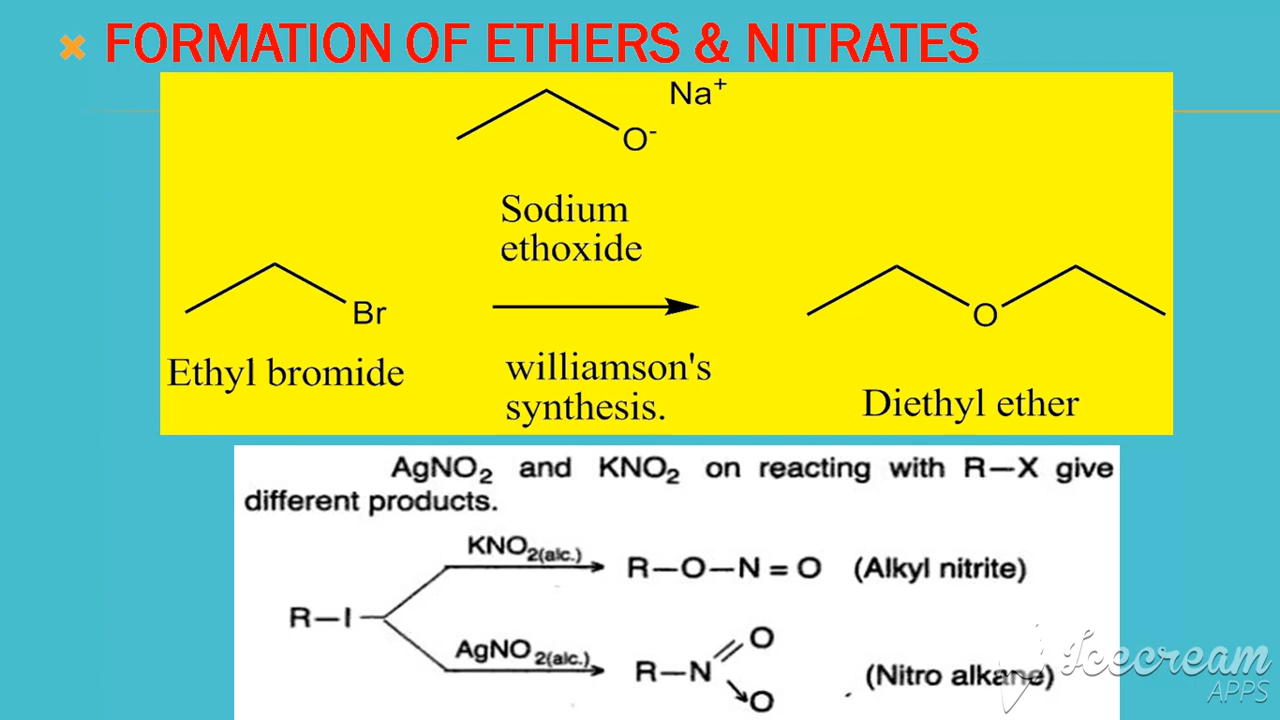 FORMATION OF ETHERS & NITRATES
Na+
O-
Sodium
ethoxide
Br
O
Ethyl bromide
williamson's
synthesis.
Diethyl ether
AgNO2 and KNO2 on reacting with R—X give
different products.
KNO2(alc.)
R—O—N=O (Alkyl nitrite)
R—I
AgNO2(alc.)
O
R—N
(Nitro alkane)
O
Icecream
APPS